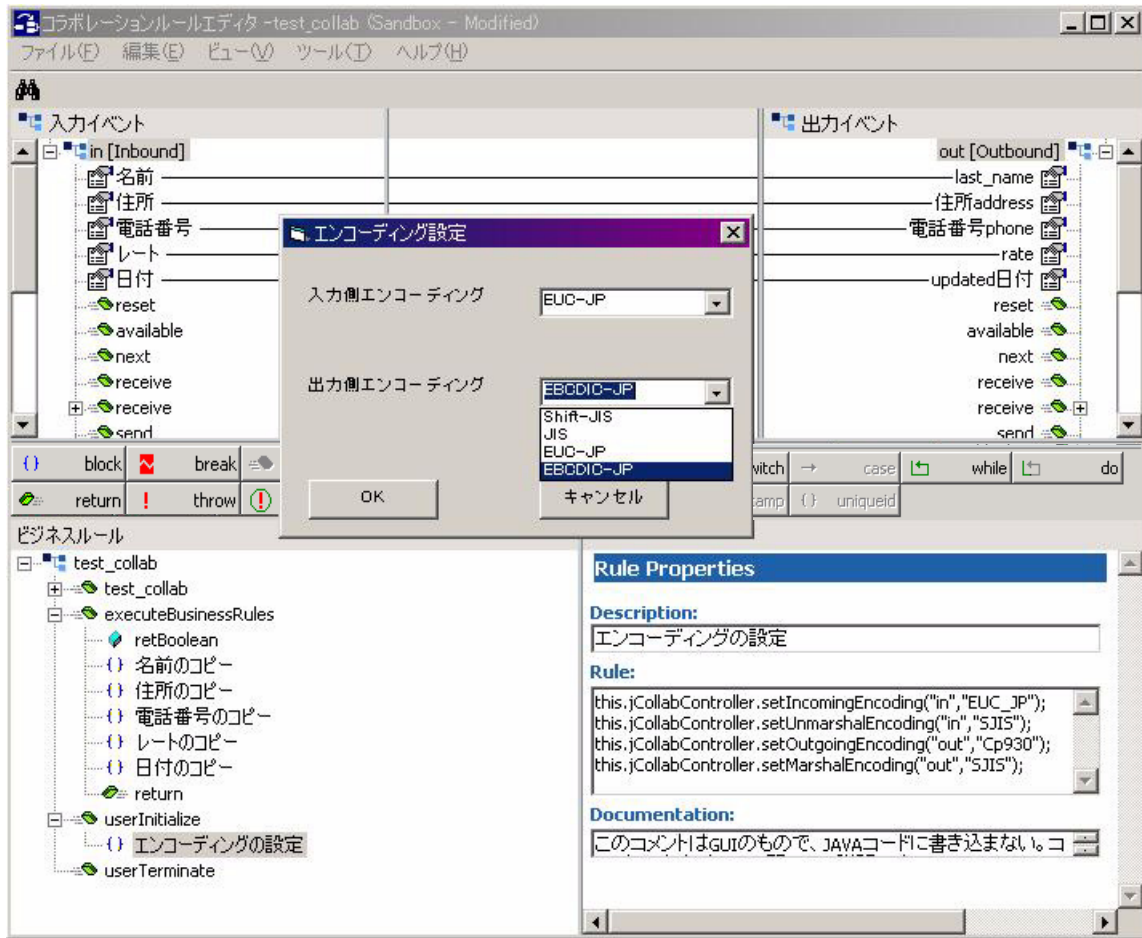 コラボレーションルールエディタ -test_collab (Sandbox - Modified)
ファイル(F) 編集(E) ビュー(V) ツール(T) ヘルプ(H)
入力イベント
出力イベント
in [Inbound]
out [Outbound]
名前
last_name
住所
住所address
電話番号
電話番号phone
レート
rate
日付
updated日付
reset
reset
available
available
next
next
receive
receive
receive
receive
send
send
エンコーディング設定
入力側エンコーディング
EUC-JP
出力側エンコーディング
EBCDIC-JP
Shift-JIS
JIS
EUC-JP
EBCDIC-JP
OK
キャンセル
{} block break case while do
return throw {} uniqueid
ビジネスルール
test_collab
test_collab
executeBusinessRules
retBoolean
{} 名前のコピー
{} 住所のコピー
{} 電話番号のコピー
{} レートのコピー
{} 日付のコピー
return
userInitialize
{} エンコーディングの設定
userTerminate
Rule Properties
Description:
エンコーディングの設定
Rule:
this.jCollabController.setIncomingEncoding("in","EUC_JP");
this.jCollabController.setUnmarshalEncoding("in","SJIS");
this.jCollabController.setOutgoingEncoding("out","Cp930");
this.jCollabController.setMarshalEncoding("out","SJIS");
Documentation:
このコメントはGUIのもので、JAVAコードに書き込まない。コ